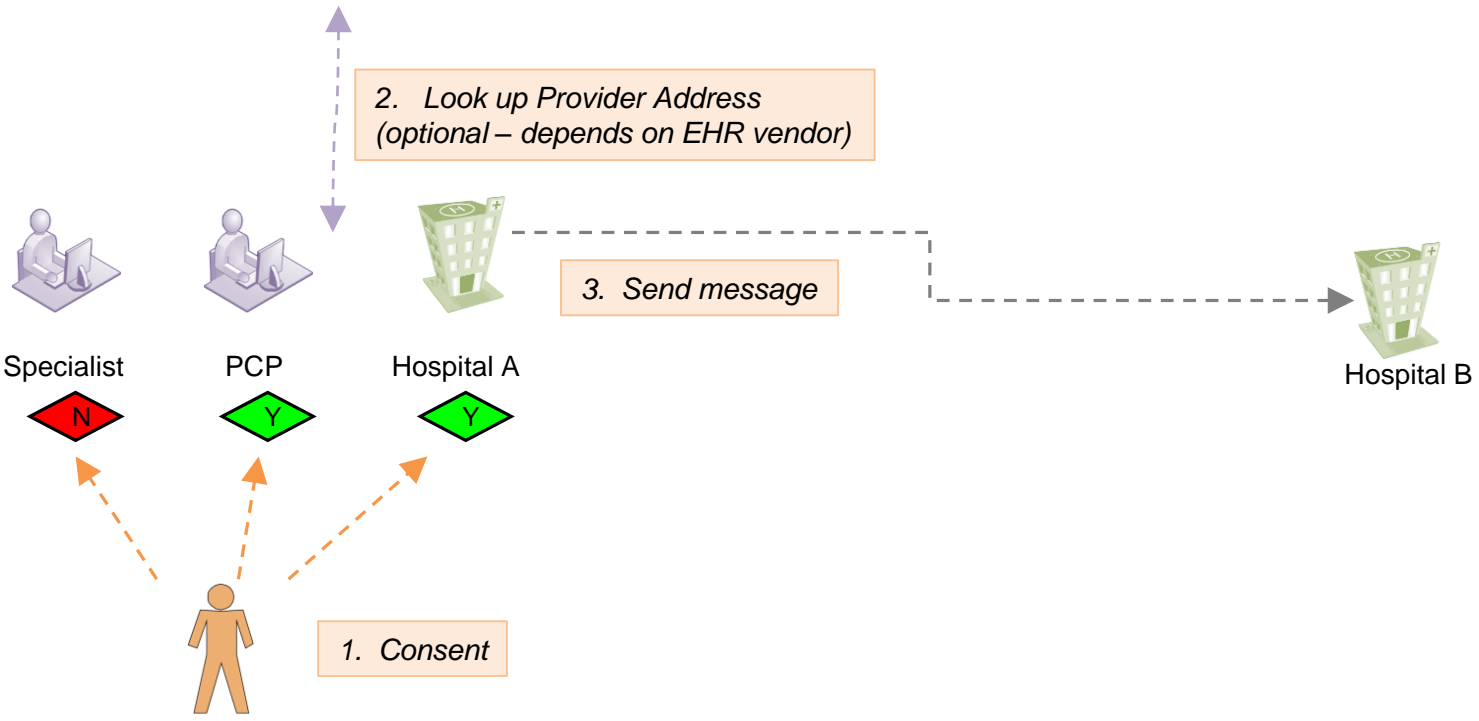 2. Look up Provider Address
(optional – depends on EHR vendor)
3. Send message
Specialist
PCP
Hospital A
Hospital B
N
Y
Y
1. Consent